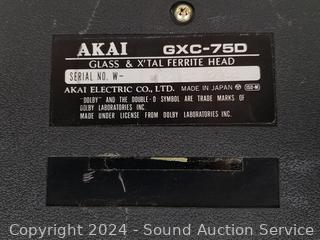 AKAI GXC-75D
GLASS & X'TAL FERRITE HEAD
SERIAL NO. W-
AKAI ELECTRIC CO., LTD. MADE IN JAPAN
"DOLBY" AND THE DOUBLE-D SYMBOL ARE TRADE MARKS OF
DOLBY LABORATORIES INC.
MADE UNDER LICENSE FROM DOLBY LABORATORIES INC.
Copyright © 2024 - Sound Auction Service